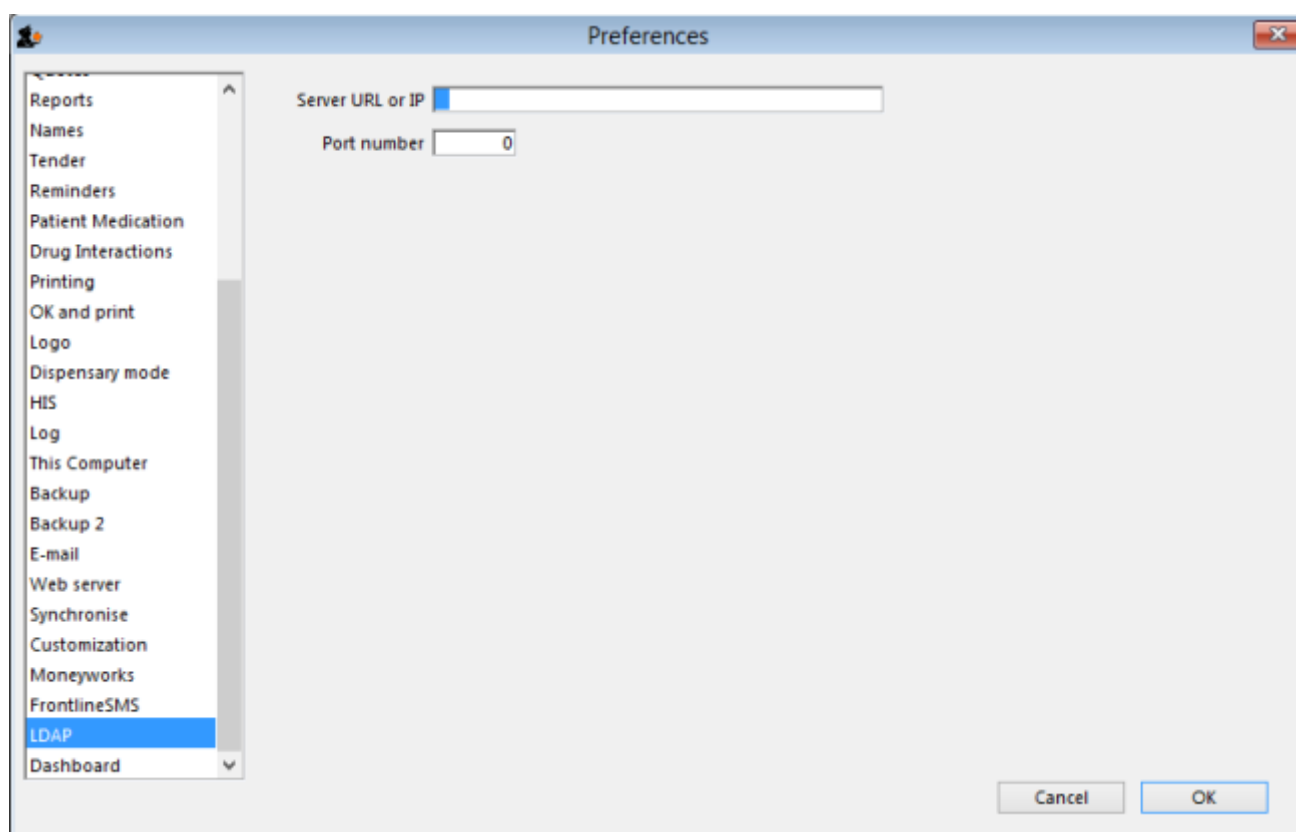 Preferences
Reports
Names
Tender
Reminders
Patient Medication
Drug Interactions
Printing
OK and print
Logo
Dispensary mode
HIS
Log
This Computer
Backup
Backup 2
E-mail
Web server
Synchronise
Customization
Moneyworks
FrontlineSMS
LDAP
Dashboard
Server URL or IP
Port number 0
Cancel OK